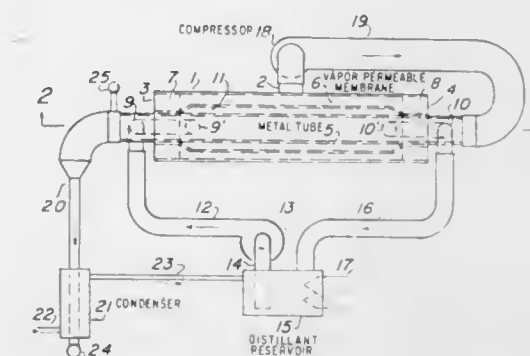 19
COMPRESSOR 18
25
7 1 11
2
VAPOR PERMEABLE
6 MEMBRANE 8
3
4
9
10
2
METAL TUBE
9'
10'
5
20
12
13
16
23
14
17
22
21 CONDENSER
15
24
DISTILLANT
RESERVOIR